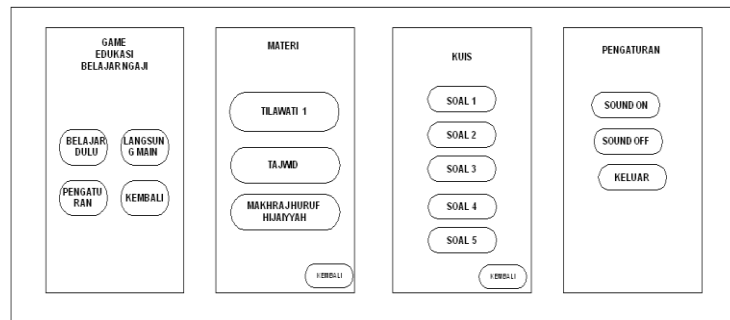 GAME
EDUKASI
BELAJAR NGAJI
BELAJAR
DULU
LANGSUN
G MAIN
PENGATU
RAN
KEMBALI
MATERI
TILAWATI 1
TAJWID
MAKHRAJ HURUF
HIJAIYYAH
KEMBALI
KUIS
SOAL 1
SOAL 2
SOAL 3
SOAL 4
SOAL 5
KEMBALI
PENGATURAN
SOUND ON
SOUND OFF
KELUAR